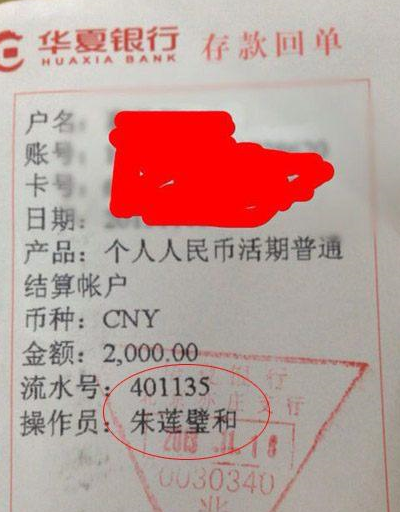 华夏银行 存款回单
HUAXIA BANK
户名:
账号:
卡号:
日期:
产品: 个人人民币活期普通
结算帐户
币种: CNY
金额: 2,000.00
流水号: 401135
操作员: 朱莲璧和
0030340